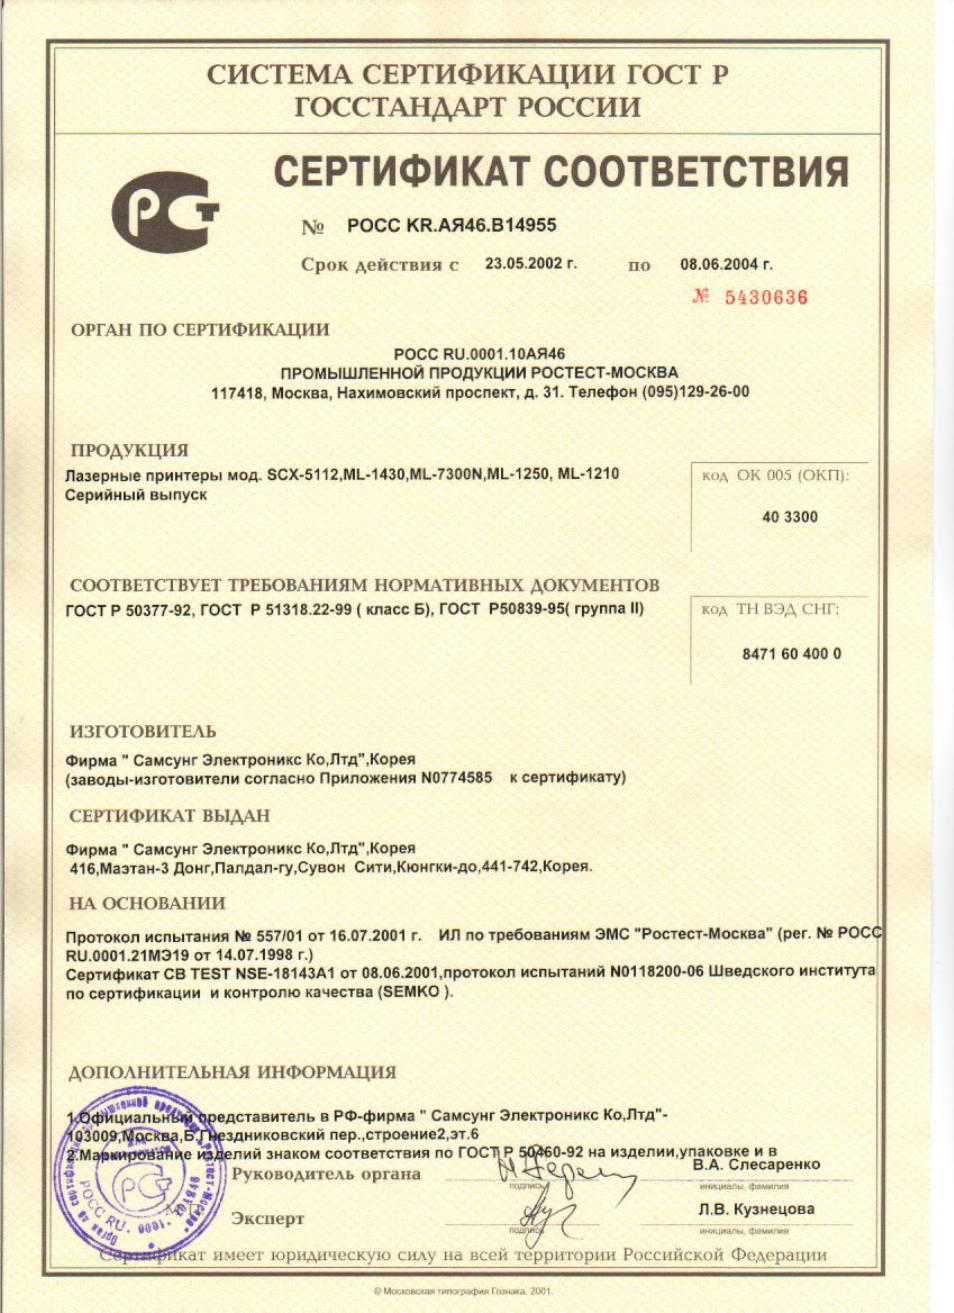 СИСТЕМА СЕРТИФИКАЦИИ ГОСТ Р
ГОССТАНДАРТ РОССИИ
СЕРТИФИКАТ СООТВЕТСТВИЯ
№ РОСС KR.АЯ46.В14955
Срок действия с 23.05.2002 г. по 08.06.2004 г.
№ 5430636
ОРГАН ПО СЕРТИФИКАЦИИ
РОСС RU.0001.10АЯ46
ПРОМЫШЛЕННОЙ ПРОДУКЦИИ РОСТЕСТ-МОСКВА
117418, Москва, Нахимовский проспект, д. 31. Телефон (095)129-26-00
ПРОДУКЦИЯ
Лазерные принтеры мод. SCX-5112,ML-1430,ML-7300N,ML-1250, ML-1210
Серийный выпуск
код ОК 005 (ОКП):
40 3300
СООТВЕТСТВУЕТ ТРЕБОВАНИЯМ НОРМАТИВНЫХ ДОКУМЕНТОВ
ГОСТ Р 50377-92, ГОСТ Р 51318.22-99 ( класс Б), ГОСТ Р50839-95( группа II)
код ТН ВЭД СНГ:
8471 60 400 0
ИЗГОТОВИТЕЛЬ
Фирма " Самсунг Электроникс Ко,Лтд",Корея
(заводы-изготовители согласно Приложения N0774585 к сертификату)
СЕРТИФИКАТ ВЫДАН
Фирма " Самсунг Электроникс Ко,Лтд",Корея
416,Маэтан-3 Донг,Палдал-гу,Сувон Сити,Кюнгки-до,441-742,Корея.
НА ОСНОВАНИИ
Протокол испытания № 557/01 от 16.07.2001 г. ИЛ по требованиям ЭМС "Ростест-Москва" (рег. № РОСС
RU.0001.21МЭ19 от 14.07.1998 г.)
Сертификат CB TEST NSE-18143A1 от 08.06.2001,протокол испытаний N0118200-06 Шведского института
по сертификации и контролю качества (SEMKO ).
ДОПОЛНИТЕЛЬНАЯ ИНФОРМАЦИЯ
1.Официальный представитель в РФ-фирма " Самсунг Электроникс Ко,Лтд"-
103009,Москва,Б.Гнездниковский пер.,строение2,эт.6
2.Маркирование изделий знаком соответствия по ГОСТ Р 50460-92 на изделии,упаковке и в
Руководитель органа
подпись
В.А. Слесаренко
инициалы, фамилия
Эксперт
подпись
Л.В. Кузнецова
инициалы, фамилия
РОСС RU. 0001.
Сертификат имеет юридическую силу на всей территории Российской Федерации
© Московская типография Гознака, 2001.